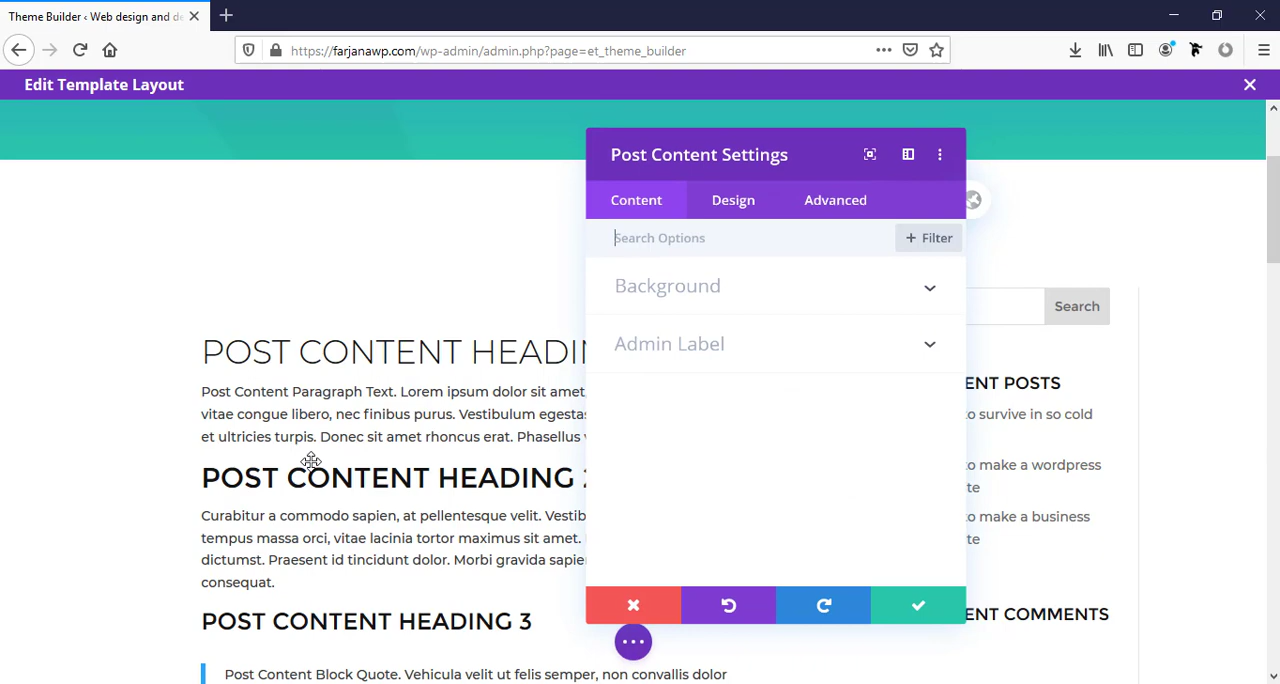 Theme Builder ‹ Web design and de
https://farjanawp.com/wp-admin/admin.php?page=et_theme_builder
Edit Template Layout
Post Content Settings
Content Design Advanced
Search Options
+ Filter
Background
Admin Label
Search
POST CONTENT HEADIN
Post Content Paragraph Text. Lorem ipsum dolor sit amet,
vitae congue libero, nec finibus purus. Vestibulum egestas
et ultricies turpis. Donec sit amet rhoncus erat. Phasellus v
POST CONTENT HEADING 2
Curabitur a commodo sapien, at pellentesque velit. Vestib
tempus massa orci, vitae lacinia tortor maximus sit amet.
dictumst. Praesent id tincidunt dolor. Morbi gravida sapien
consequat.
POST CONTENT HEADING 3
Post Content Block Quote. Vehicula velit ut felis semper, non convallis dolor
ENT POSTS
to survive in so cold
to make a wordpress
te
to make a business
te
ENT COMMENTS